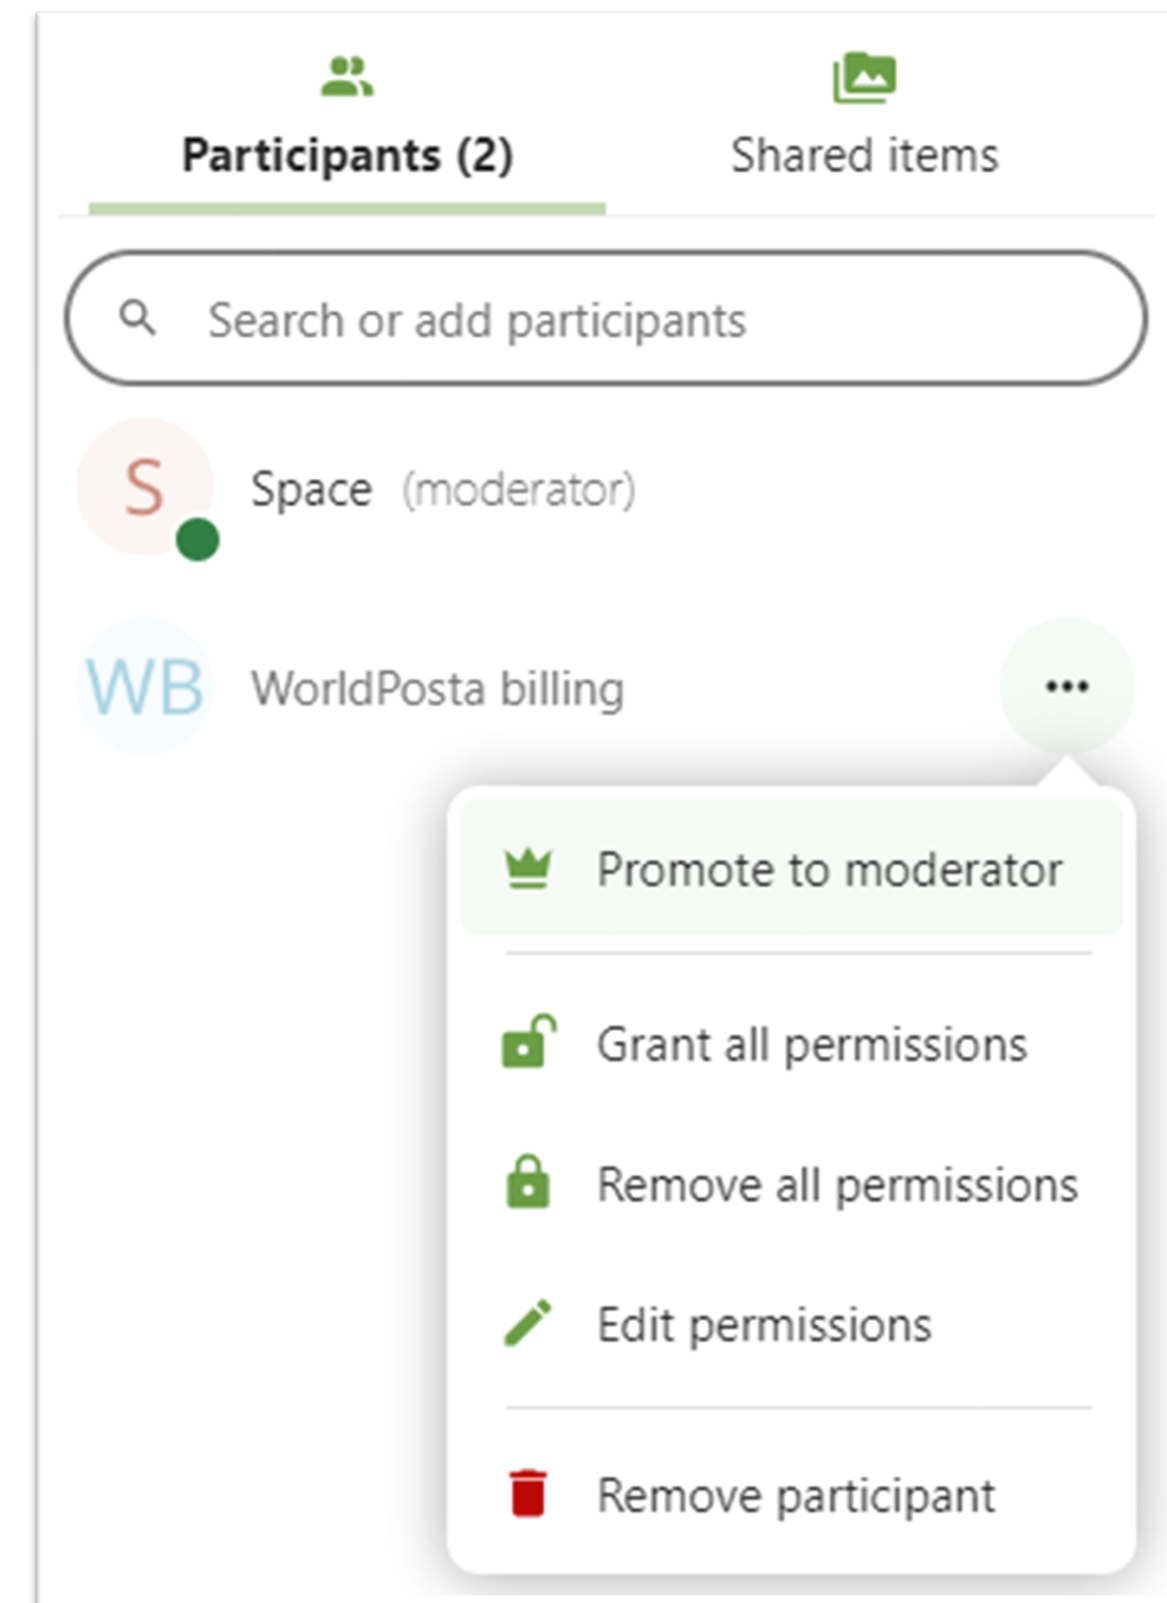 Participants (2)
Shared items
Search or add participants
S
Space (moderator)
WB
WorldPosta billing
Promote to moderator
Grant all permissions
Remove all permissions
Edit permissions
Remove participant